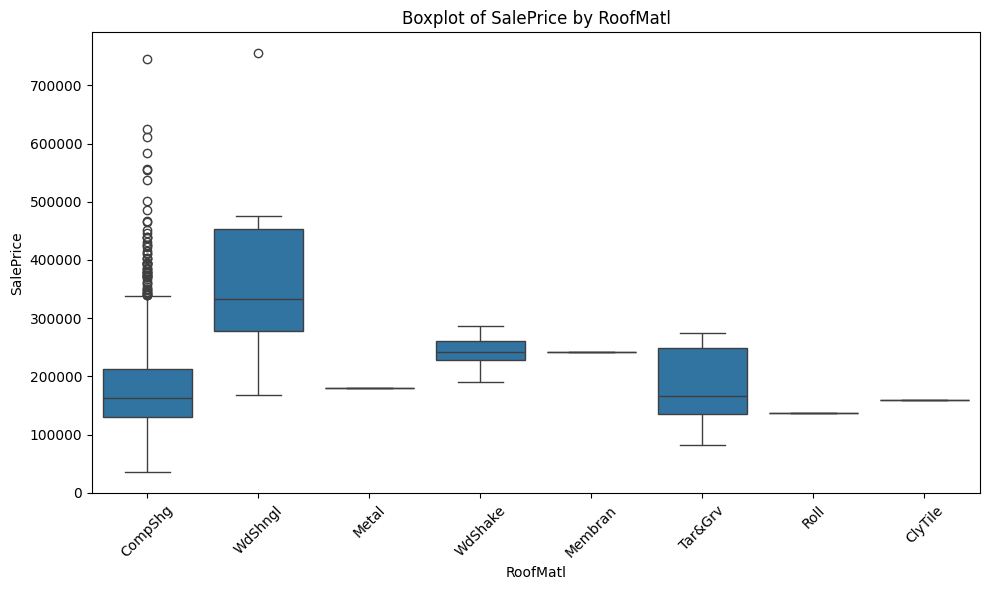 Boxplot of SalePrice by RoofMatl
700000
600000
500000
400000
300000
200000
100000
0
SalePrice
CompShg
WdShngl
Metal
WdShake
Membran
Tar&Grv
Roll
ClyTile
RoofMatl